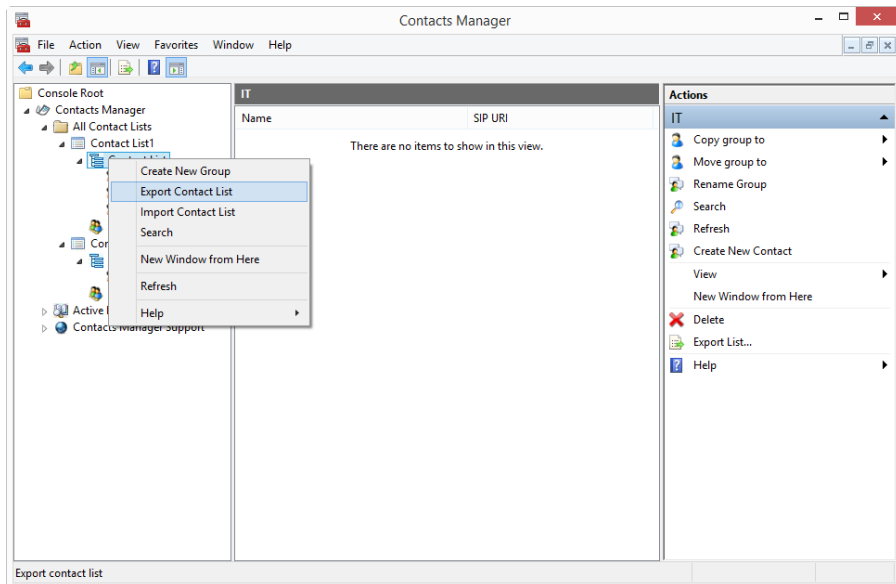 Contacts Manager
File Action View Favorites Window Help
Console Root
Contacts Manager
All Contact Lists
Contact List1
Contact List
Create New Group
Export Contact List
Import Contact List
Search
New Window from Here
Refresh
Help
Active
Contacts Manager Support
IT
Name SIP URI
There are no items to show in this view.
Actions
IT
Copy group to
Move group to
Rename Group
Search
Refresh
Create New Contact
View
New Window from Here
Delete
Export List...
Help
Export contact list